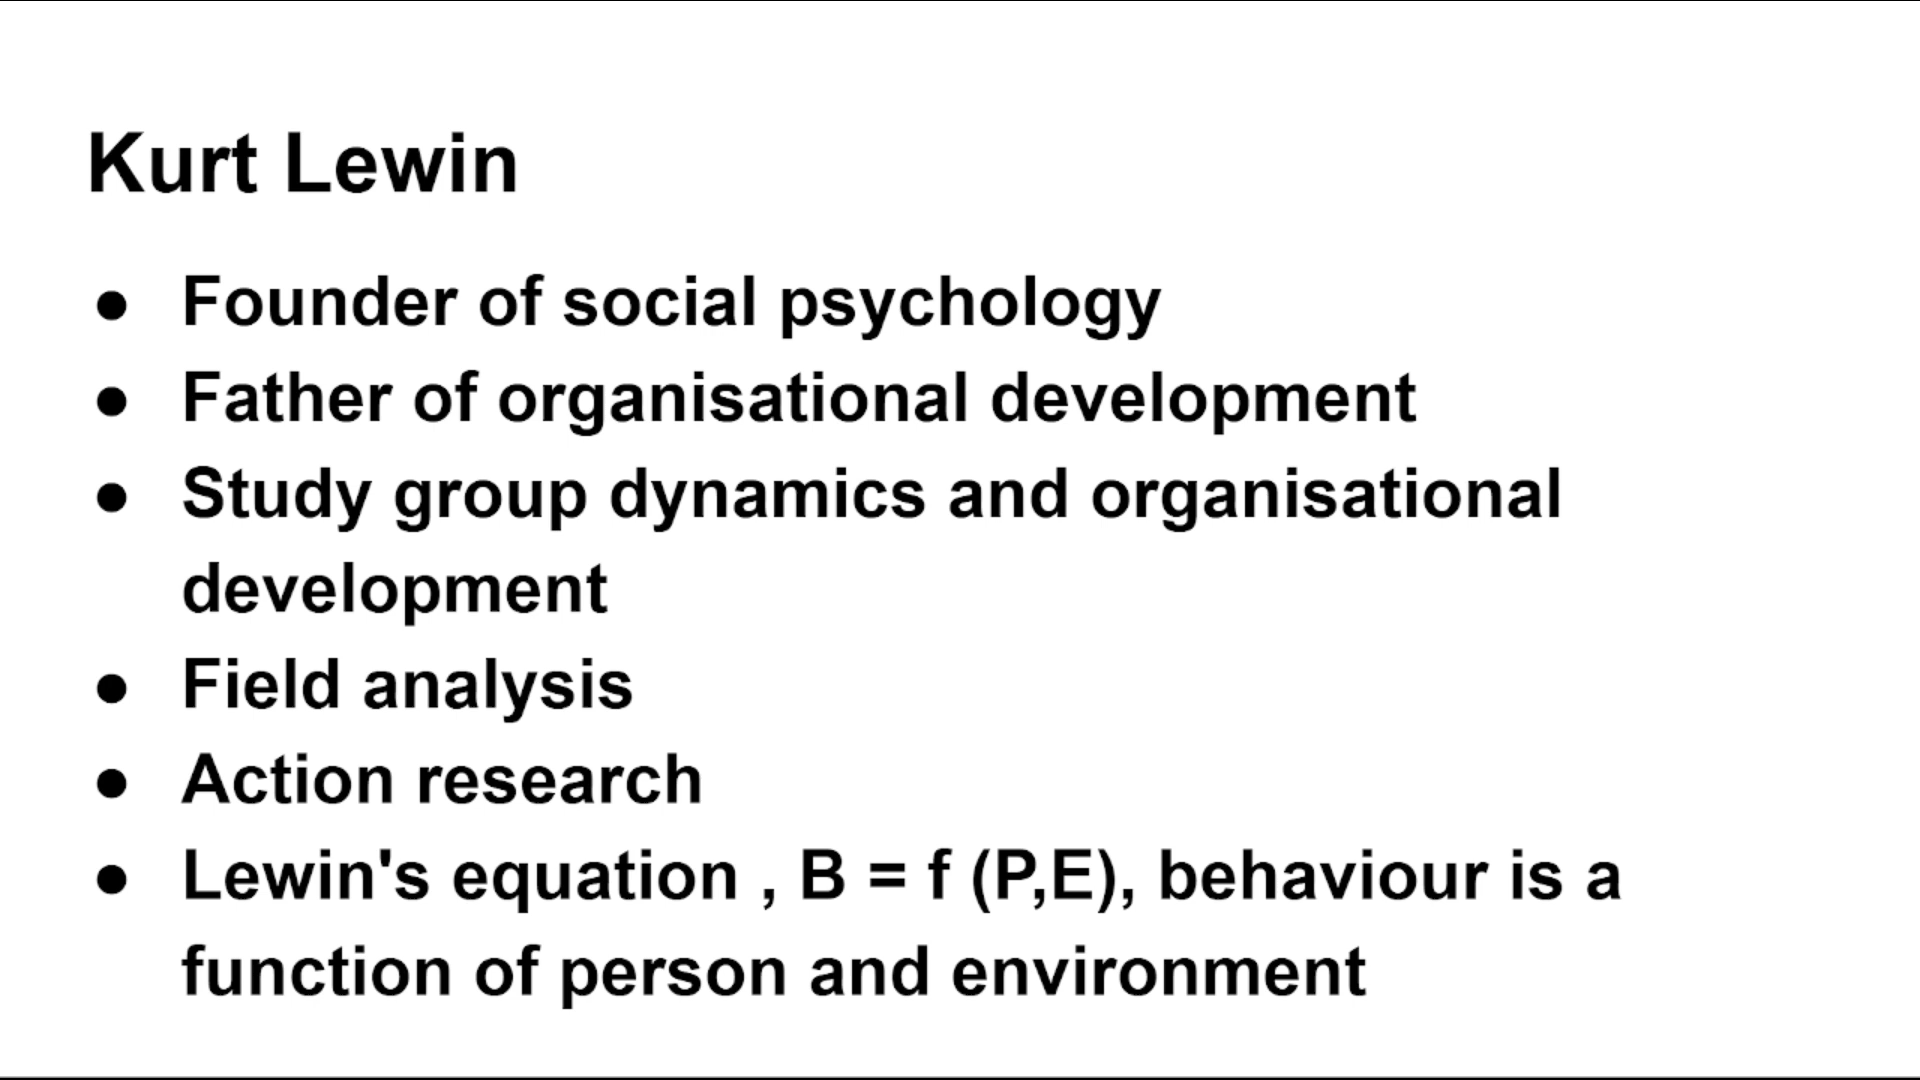 Kurt Lewin
● Founder of social psychology
● Father of organisational development
● Study group dynamics and organisational
development
● Field analysis
● Action research
● Lewin's equation , B = f (P,E), behaviour is a
function of person and environment